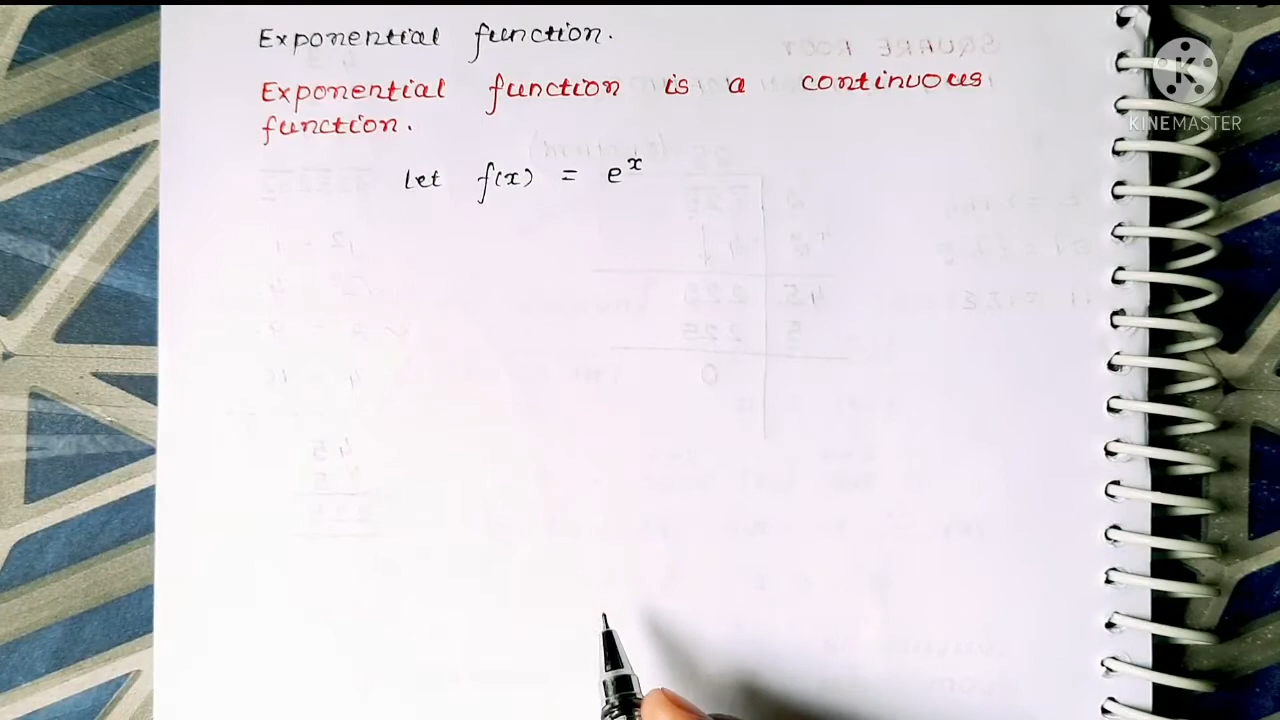 Exponential function.
Exponential function is a continuous
function.
Let f(x) = e^x
K
KINEMASTER